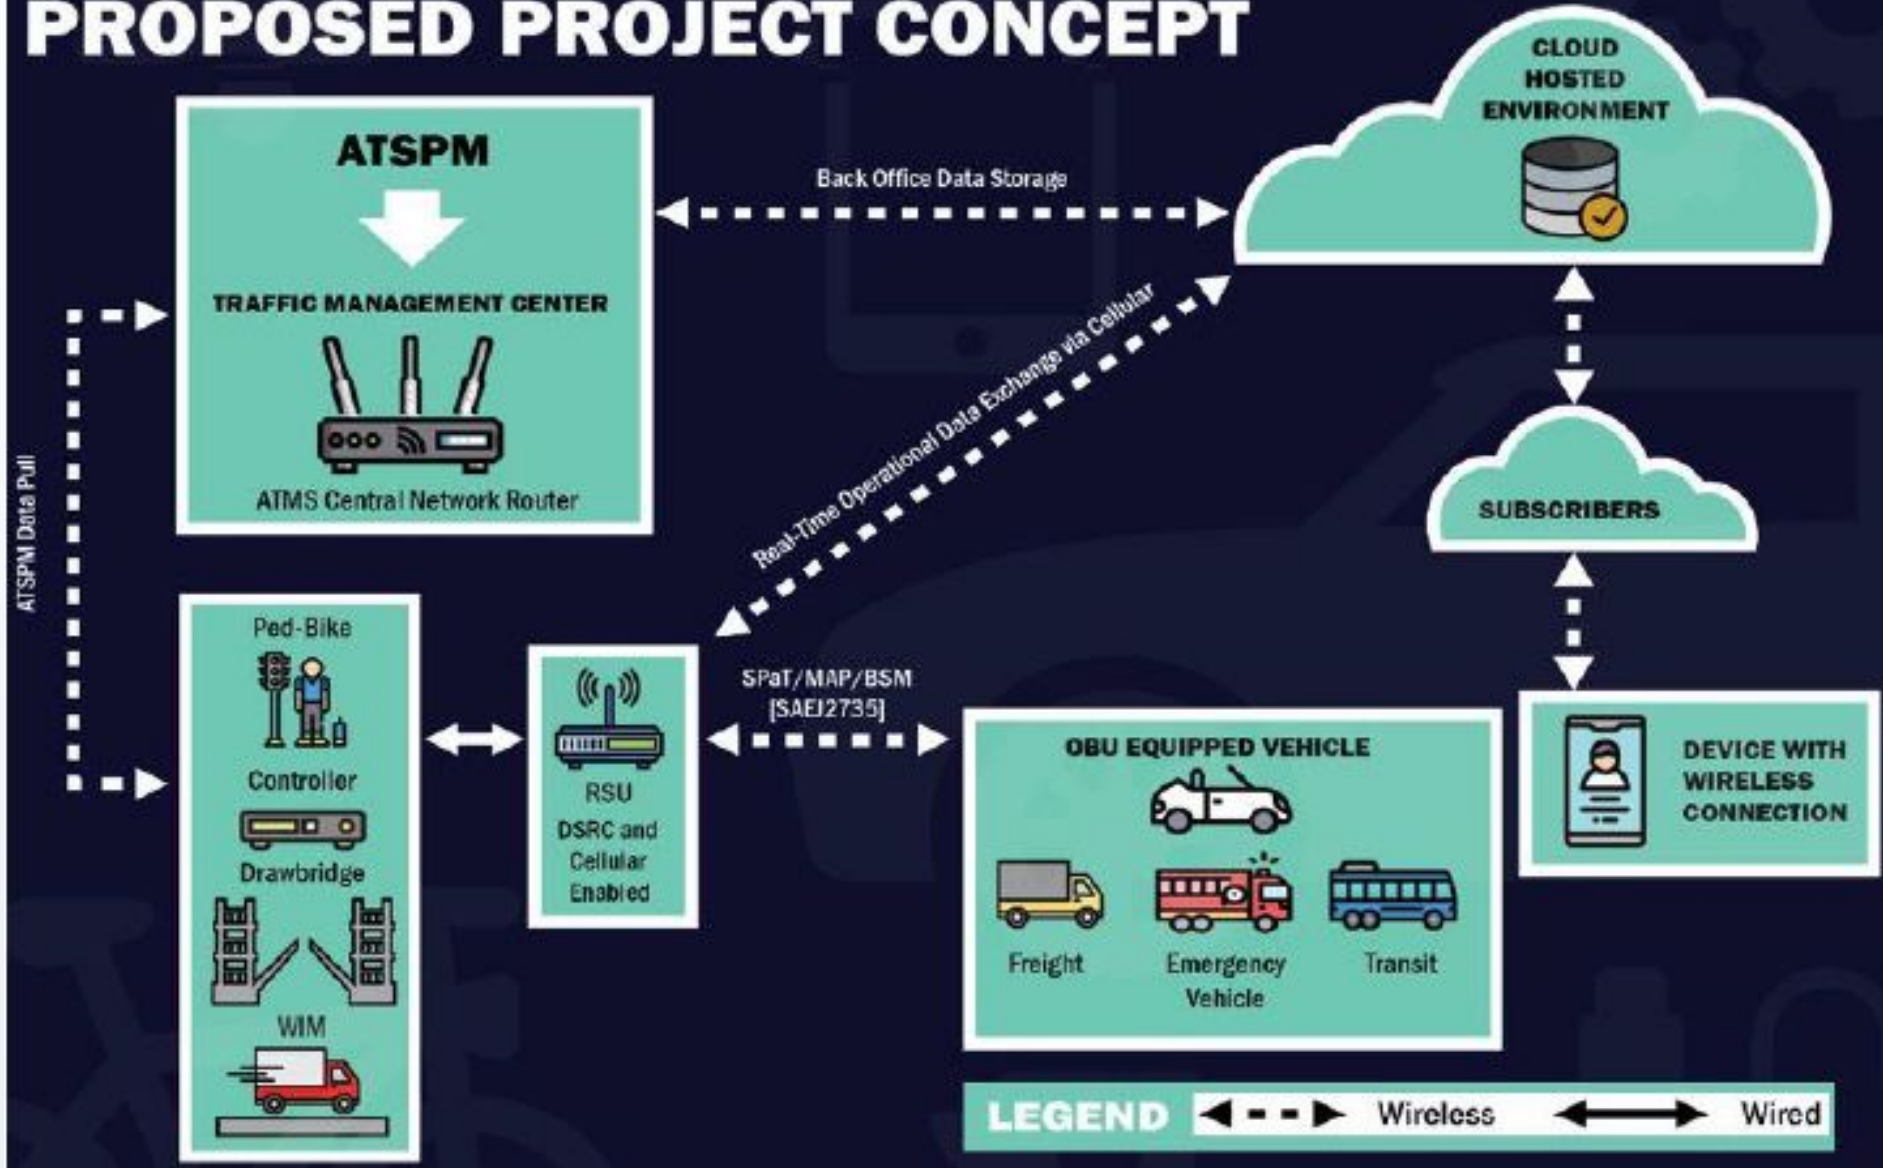 PROPOSED PROJECT CONCEPT
CLOUD
HOSTED
ENVIRONMENT
ATSPM
Back Office Data Storage
TRAFFIC MANAGEMENT CENTER
ATMS Central Network Router
Real-Time Operational Data Exchange via Cellular
SUBSCRIBERS
ATSPM Data Pull
Ped-Bike
Controller
Drawbridge
WIM
RSU
DSRC and
Cellular
Enabled
SPaT/MAP/BSM
[SAEJ2735]
OBU EQUIPPED VEHICLE
Freight
Emergency
Vehicle
Transit
DEVICE WITH
WIRELESS
CONNECTION
LEGEND
Wireless
Wired